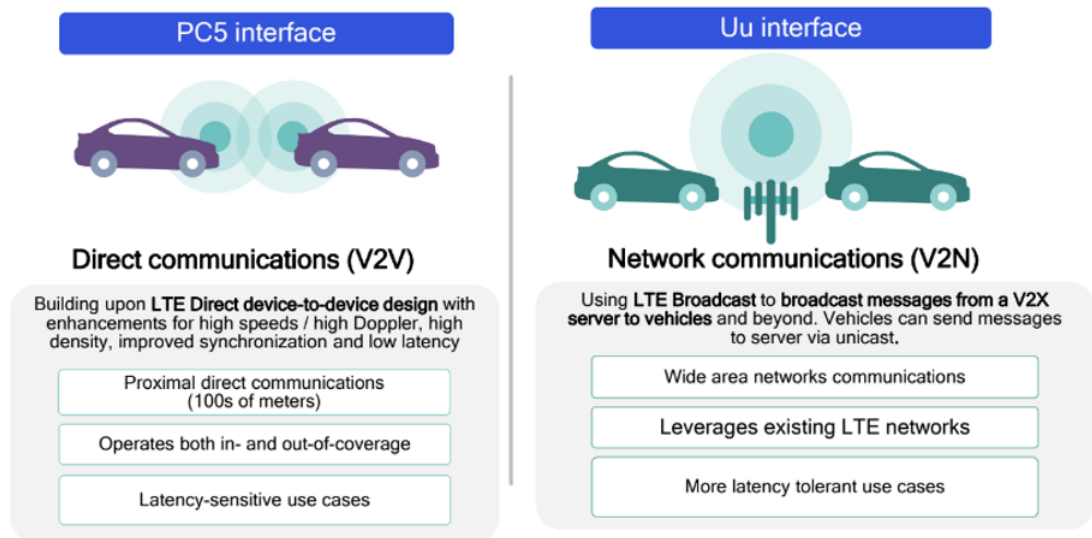 PC5 interface
Direct communications (V2V)
Building upon LTE Direct device-to-device design with
enhancements for high speeds / high Doppler, high
density, improved synchronization and low latency
Proximal direct communications
(100s of meters)
Operates both in- and out-of-coverage
Latency-sensitive use cases
Uu interface
Network communications (V2N)
Using LTE Broadcast to broadcast messages from a V2X
server to vehicles and beyond. Vehicles can send messages
to server via unicast.
Wide area networks communications
Leverages existing LTE networks
More latency tolerant use cases